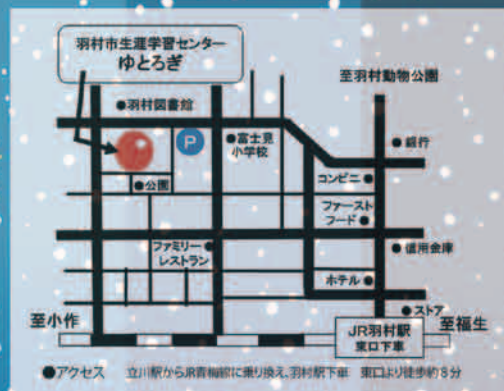 羽村市生涯学習センター
ゆとろぎ
至羽村動物公園
●羽村図書館
P
●富士見
小学校
●銀行
コンビニ●
●公園
ファースト
フード●
ファミリー●
レストラン
●信用金庫
ホテル●
●ストア
至小作
至福生
JR羽村駅
東口下車
●アクセス 立川駅からJR青梅線に乗り換え、羽村駅下車 東口より徒歩約8分